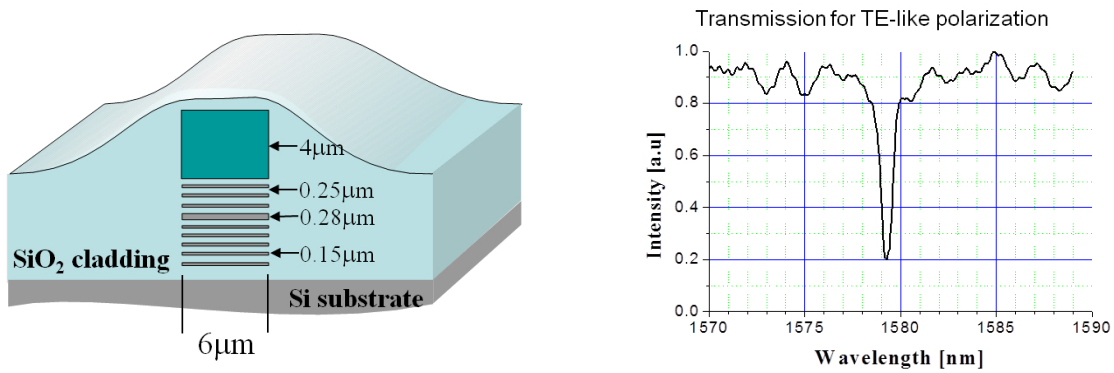 4μm
0.25μm
0.28μm
0.15μm
SiO₂ cladding
Si substrate
6μm
Transmission for TE-like polarization
1.0
0.8
0.6
0.4
0.2
0.0
Intensity [a.u]
1570
1575
1580
1585
1590
Wavelength [nm]